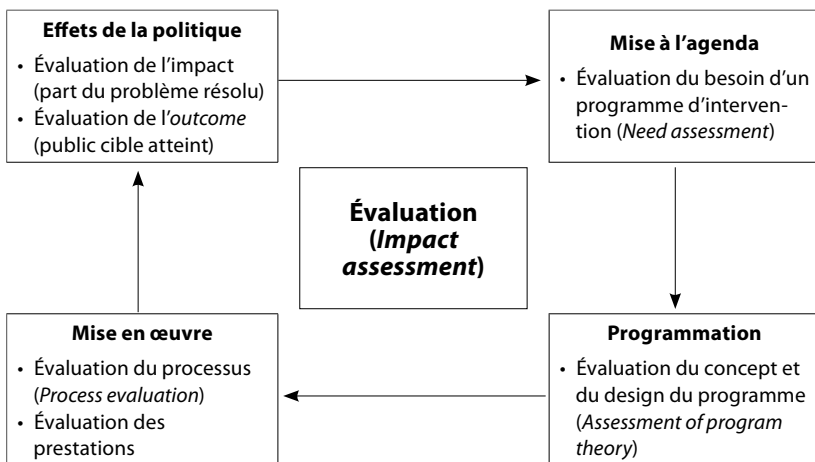 Effets de la politique
• Évaluation de l'impact
(part du problème résolu)
• Évaluation de l'outcome
(public cible atteint)
Mise à l'agenda
• Évaluation du besoin d'un
programme d'interven-
tion (Need assessment)
Évaluation
(Impact
assessment)
Mise en œuvre
• Évaluation du processus
(Process evaluation)
• Évaluation des
prestations
Programmation
• Évaluation du concept et
du design du programme
(Assessment of program
theory)